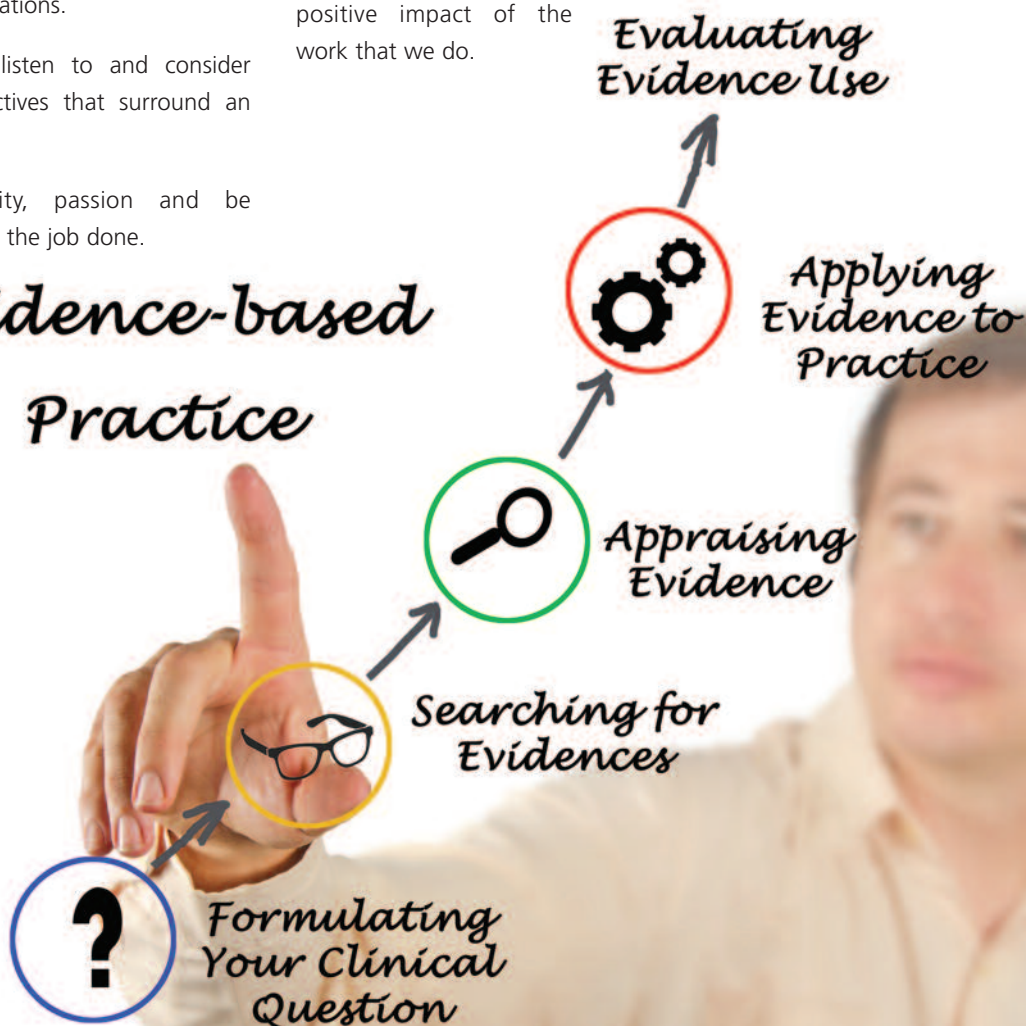 ations.
listen to and consider
ctives that surround an
ity, passion and be
the job done.
positive impact of the
work that we do.
idence-based
Practice
Evaluating
Evidence Use
Applying
Evidence to
Practice
Appraising
Evidence
Searching for
Evidences
?
Formulating
Your Clinical
Question